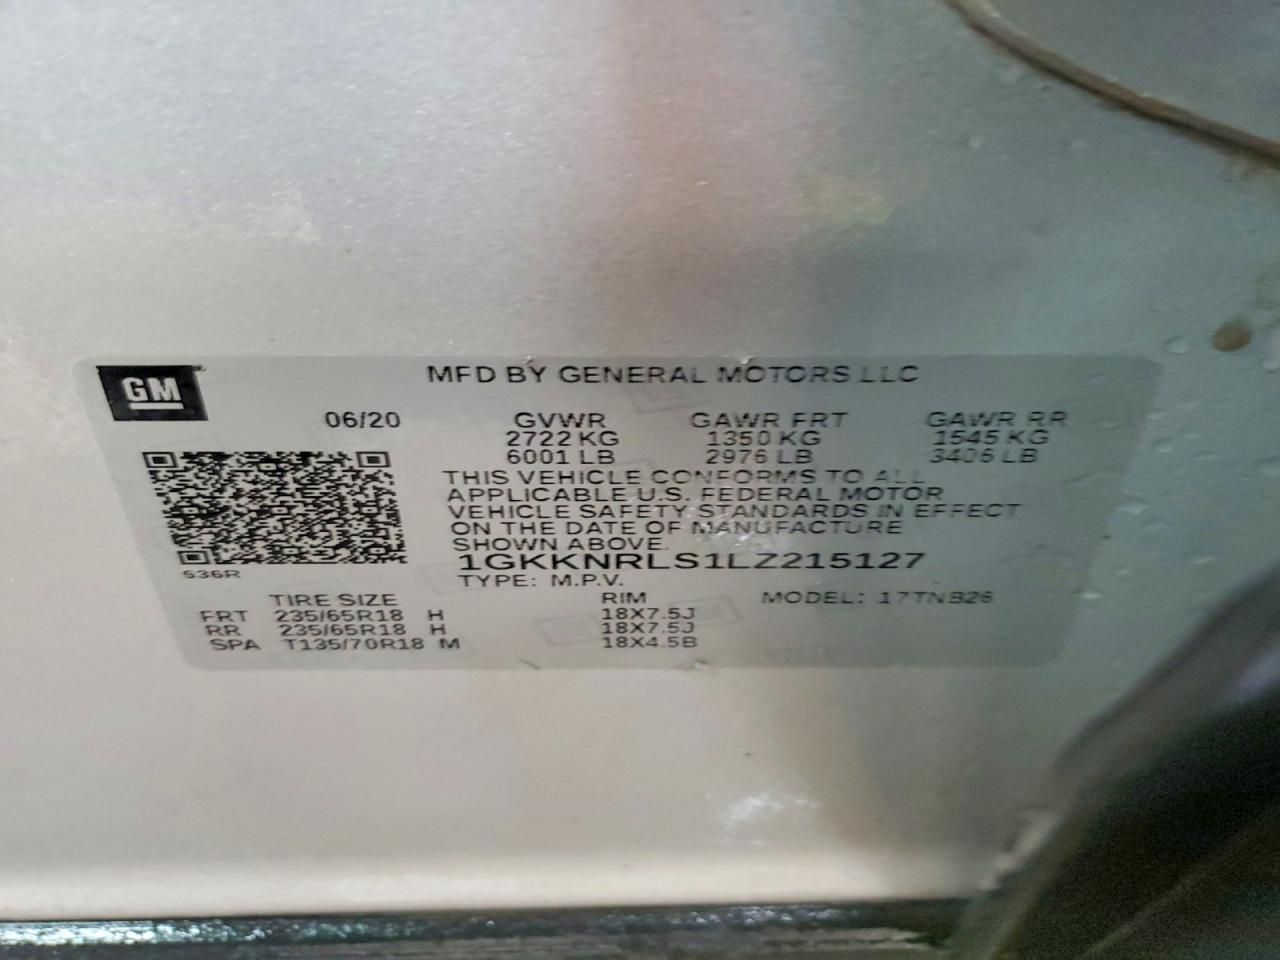 GM
MFD BY GENERAL MOTORS LLC
06/20 GVWR GAWR FRT GAWR RR
2722 KG 1350 KG 1545 KG
6001 LB 2976 LB 3406 LB
THIS VEHICLE CONFORMS TO ALL
APPLICABLE U.S. FEDERAL MOTOR
VEHICLE SAFETY STANDARDS IN EFFECT
ON THE DATE OF MANUFACTURE
SHOWN ABOVE.
1GKKNRLS1LZ215127
S36R
TYPE: M.P.V.
TIRE SIZE RIM MODEL: 17TNB26
FRT 235/65R18 H 18X7.5J
RR 235/65R18 H 18X7.5J
SPA T135/70R18 M 18X4.5B